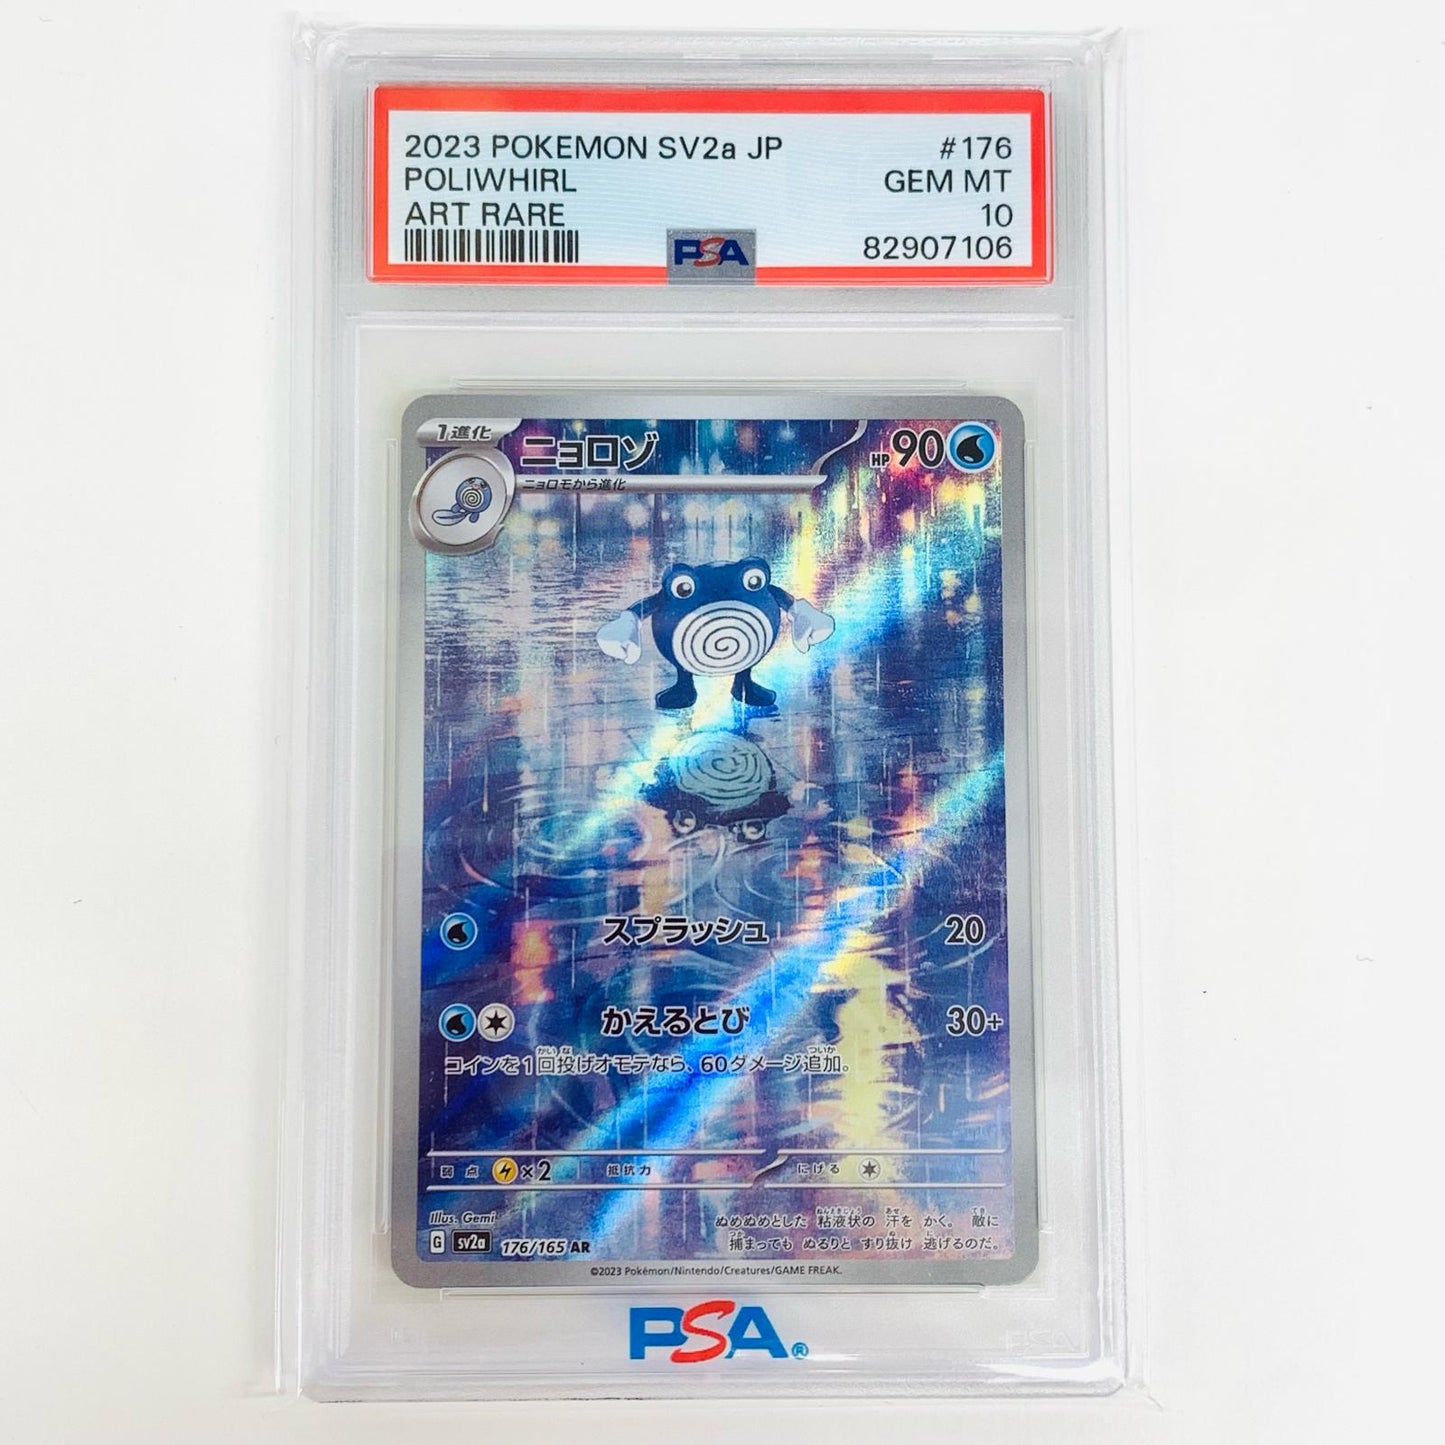 2023 POKEMON SV2a JP #176
POLIWHIRL GEM MT
ART RARE 10
PSA 82907106
1進化 ニョロゾ HP90
ニョロモから進化
スプラッシュ 20
かえるとび 30+
コインを1回投げオモテなら、60ダメージ追加。
弱点 ×2 抵抗力 にげる
Illus. Gemi
ぬめぬめとした 粘液状の 汗を かく。 敵に
捕まっても ぬるりと すり抜け 逃げるのだ。
G sv2a 176/165 AR
©2023 Pokémon/Nintendo/Creatures/GAME FREAK.
PSA®